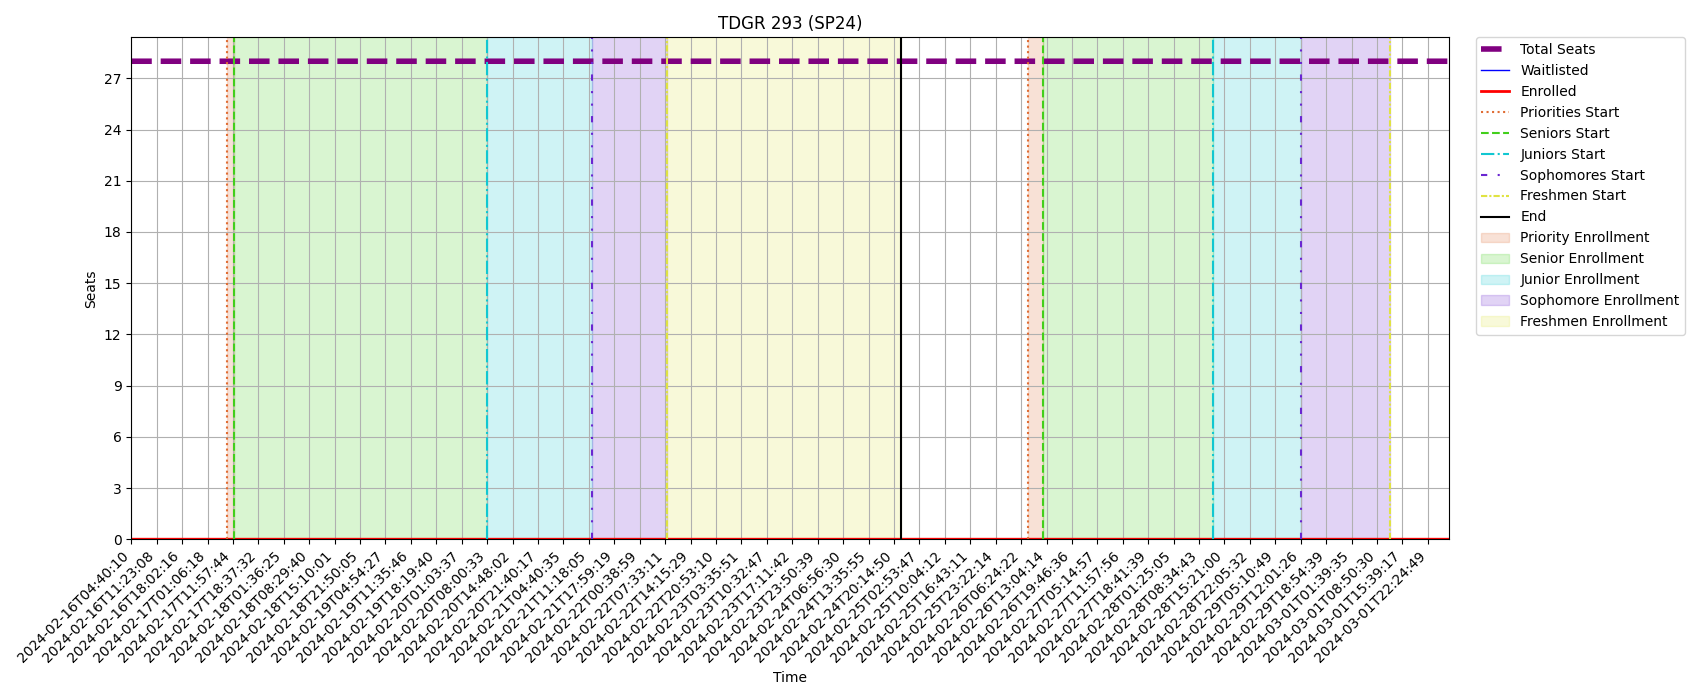 TDGR 293 (SP24)
Total Seats
Waitlisted
Enrolled
Priorities Start
Seniors Start
Juniors Start
Sophomores Start
Freshmen Start
End
Priority Enrollment
Senior Enrollment
Junior Enrollment
Sophomore Enrollment
Freshmen Enrollment
Seats
27
24
21
18
15
12
9
6
3
0
2024-02-16T04:40:10
2024-02-16T11:23:08
2024-02-16T18:02:16
2024-02-17T01:06:18
2024-02-17T11:57:44
2024-02-17T18:37:32
2024-02-18T01:36:25
2024-02-18T08:29:40
2024-02-18T15:10:01
2024-02-18T21:50:05
2024-02-19T04:54:27
2024-02-19T11:35:46
2024-02-19T18:19:40
2024-02-20T01:03:37
2024-02-20T08:00:33
2024-02-20T14:48:02
2024-02-20T21:40:17
2024-02-21T04:40:35
2024-02-21T11:18:05
2024-02-21T17:59:19
2024-02-22T00:38:59
2024-02-22T07:33:11
2024-02-22T14:15:29
2024-02-22T20:53:10
2024-02-23T03:35:51
2024-02-23T10:32:47
2024-02-23T17:11:42
2024-02-23T23:50:39
2024-02-24T06:56:30
2024-02-24T13:35:55
2024-02-24T20:14:50
2024-02-25T02:53:47
2024-02-25T10:04:12
2024-02-25T16:43:11
2024-02-25T23:22:14
2024-02-26T06:24:22
2024-02-26T13:04:14
2024-02-26T19:46:36
2024-02-27T05:14:57
2024-02-27T11:57:56
2024-02-27T18:41:39
2024-02-28T01:25:05
2024-02-28T08:34:43
2024-02-28T15:21:00
2024-02-28T22:05:32
2024-02-29T05:10:49
2024-02-29T12:01:26
2024-02-29T18:54:39
2024-03-01T01:39:35
2024-03-01T08:50:30
2024-03-01T15:39:17
2024-03-01T22:24:49
Time